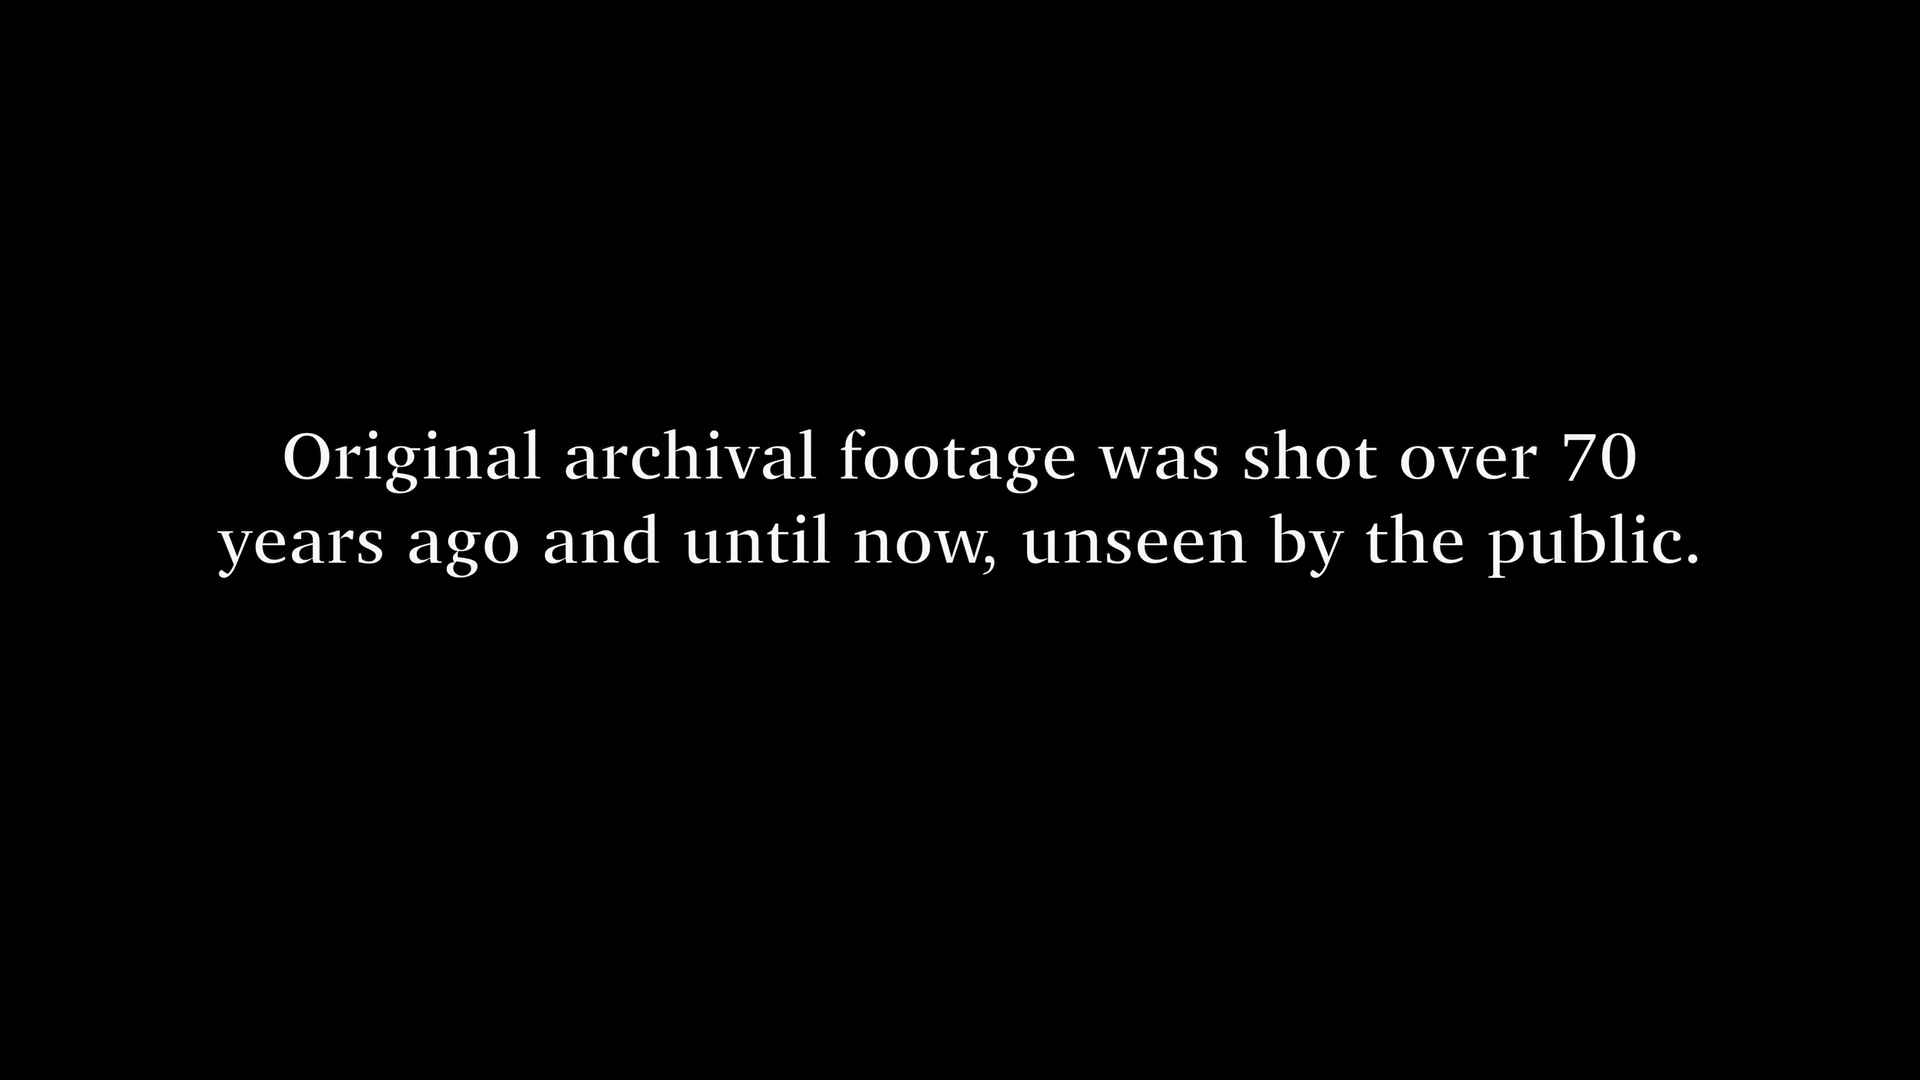 Original archival footage was shot over 70
years ago and until now, unseen by the public.